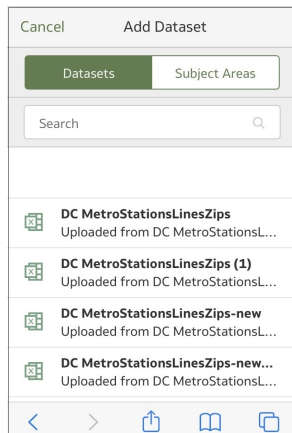 Cancel Add Dataset
Datasets Subject Areas
Search
DC MetroStationsLinesZips
Uploaded from DC MetroStationsL...
DC MetroStationsLinesZips (1)
Uploaded from DC MetroStationsL...
DC MetroStationsLinesZips-new
Uploaded from DC MetroStationsL...
DC MetroStationsLinesZips-new...
Uploaded from DC MetroStationsL...